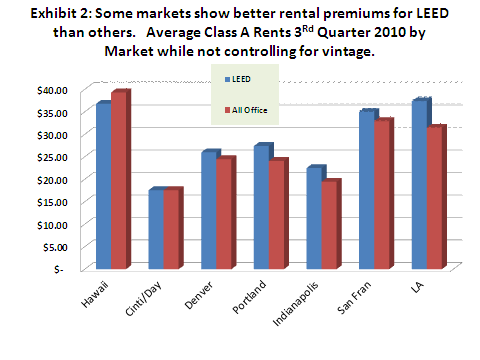 Exhibit 2: Some markets show better rental premiums for LEED
than others. Average Class A Rents 3Rd Quarter 2010 by
Market while not controlling for vintage.
LEED
All Office
$40.00
$35.00
$30.00
$25.00
$20.00
$15.00
$10.00
$5.00
$-
Hawaii
Cinti/Day
Denver
Portland
Indianapolis
San Fran
LA